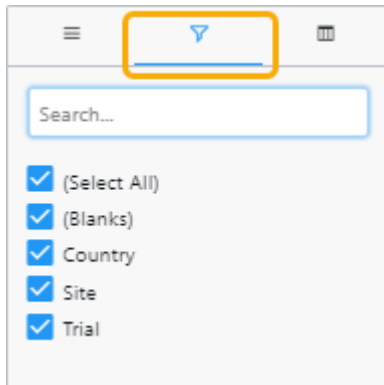 Search...
(Select All)
(Blanks)
Country
Site
Trial